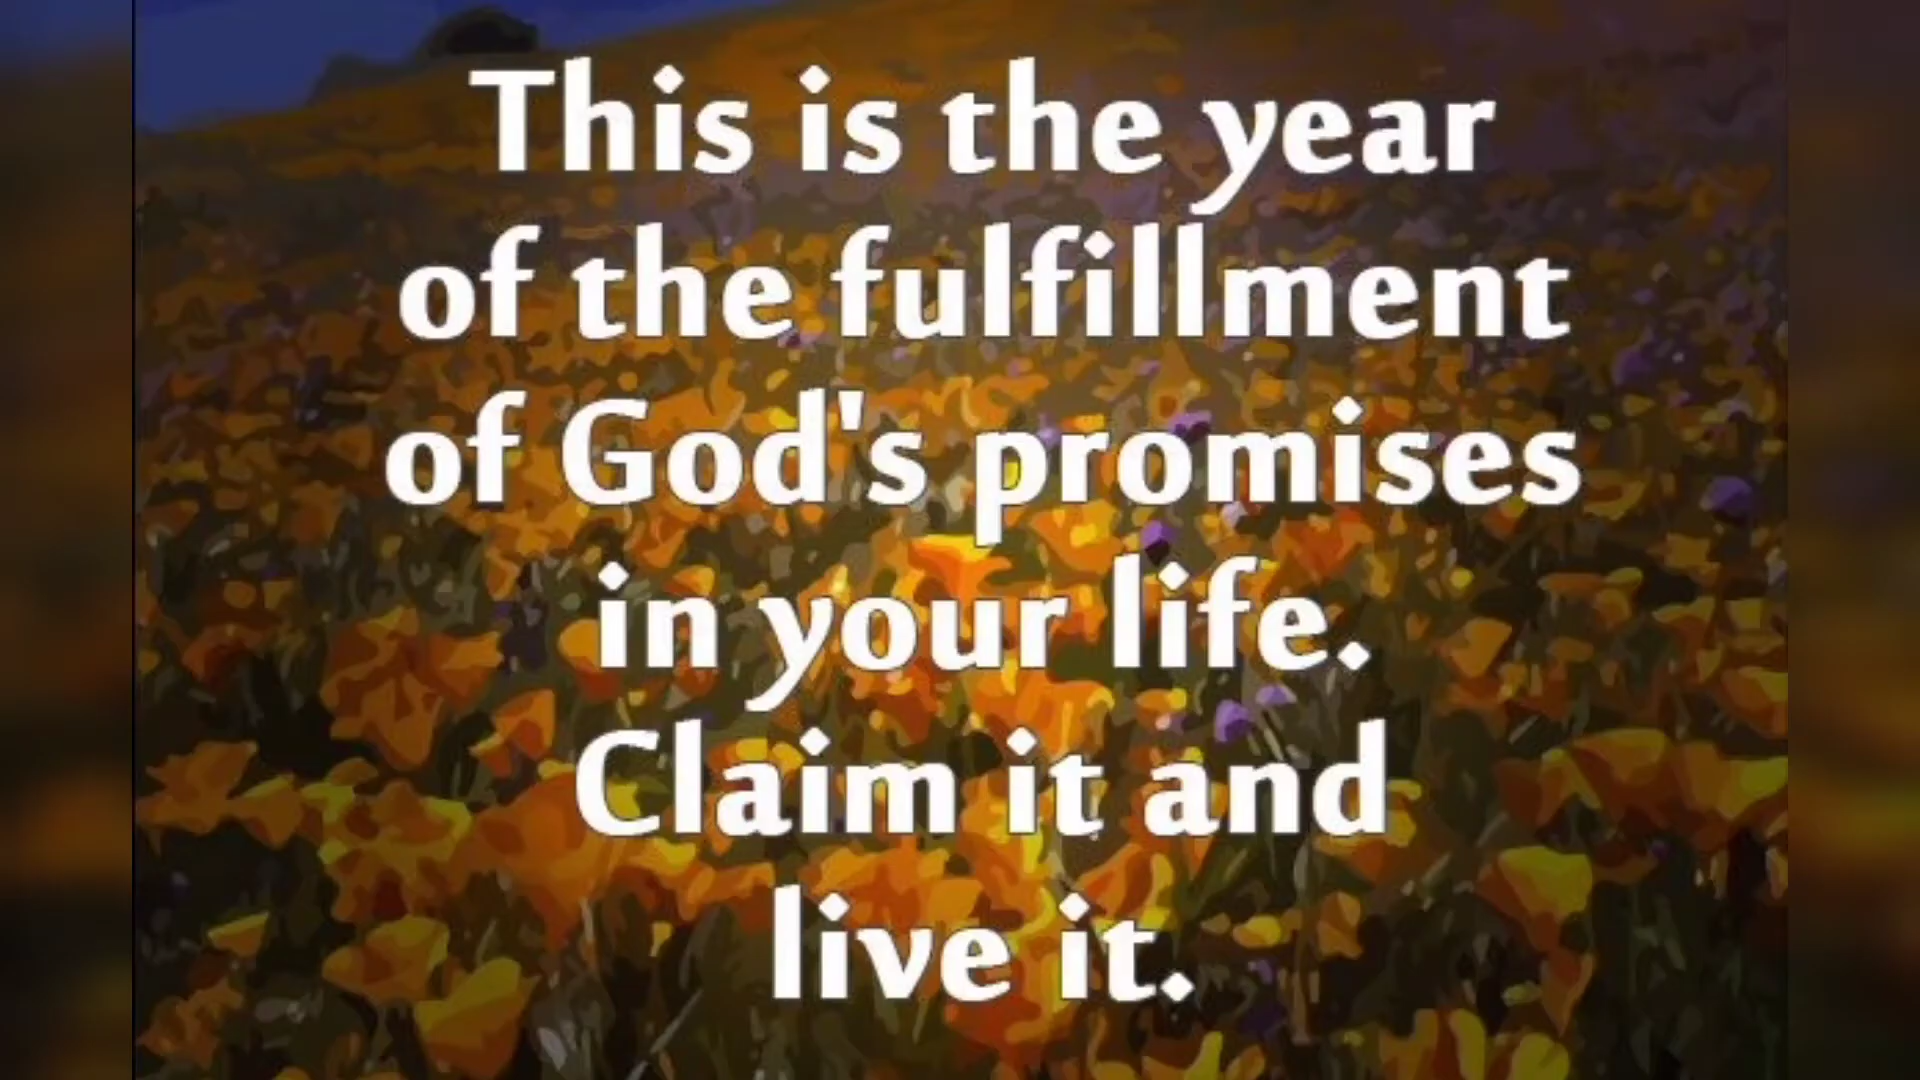 This is the year
of the fulfillment
of God's promises
in your life.
Claim it and
live it.